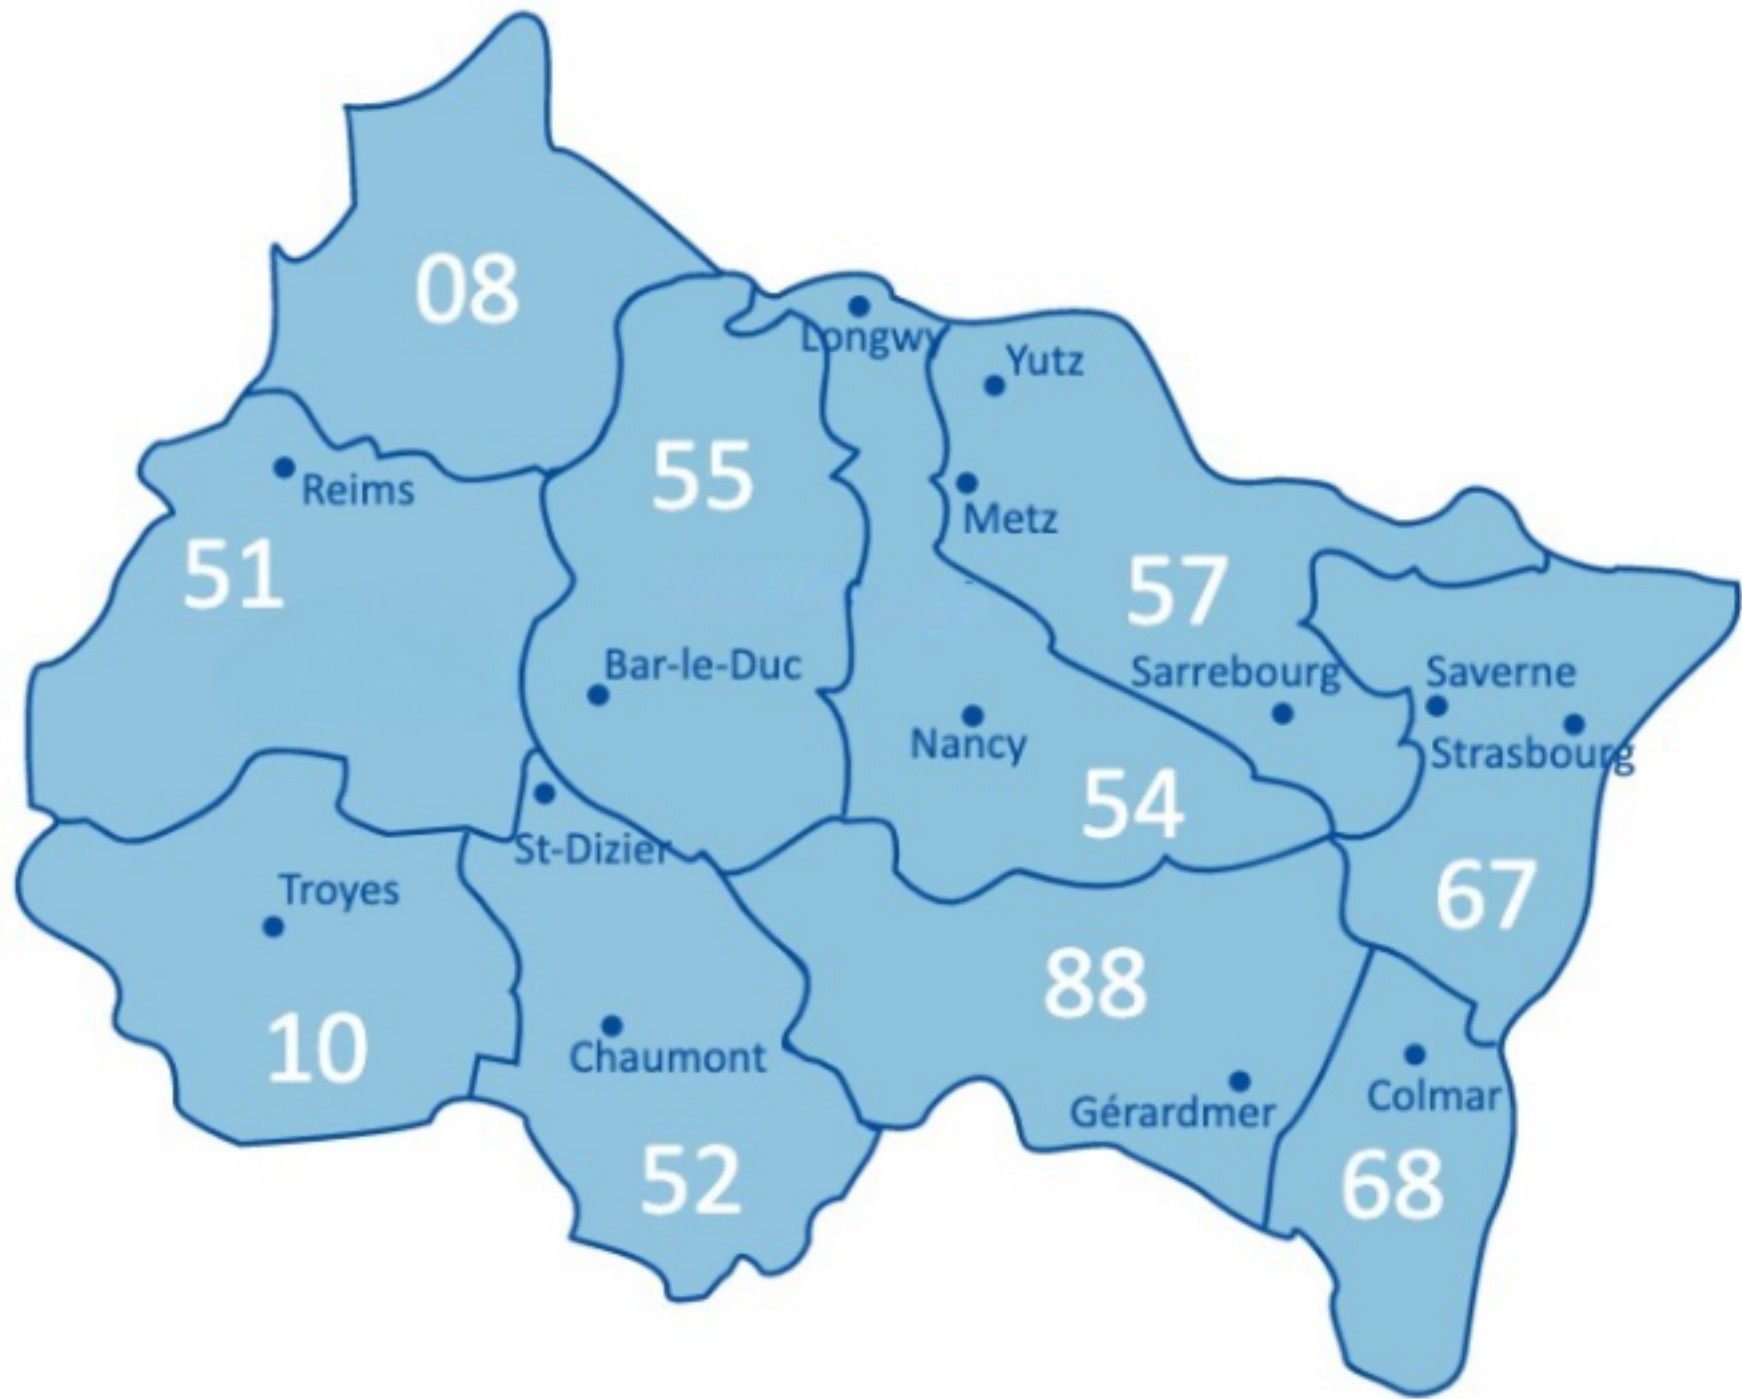 08
Longwy
Yutz
55
Reims
Metz
51
57
Bar-le-Duc
Sarrebourg
Saverne
Nancy
Strasbourg
54
St-Dizier
Troyes
67
88
10
Chaumont
Gérardmer
Colmar
52
68